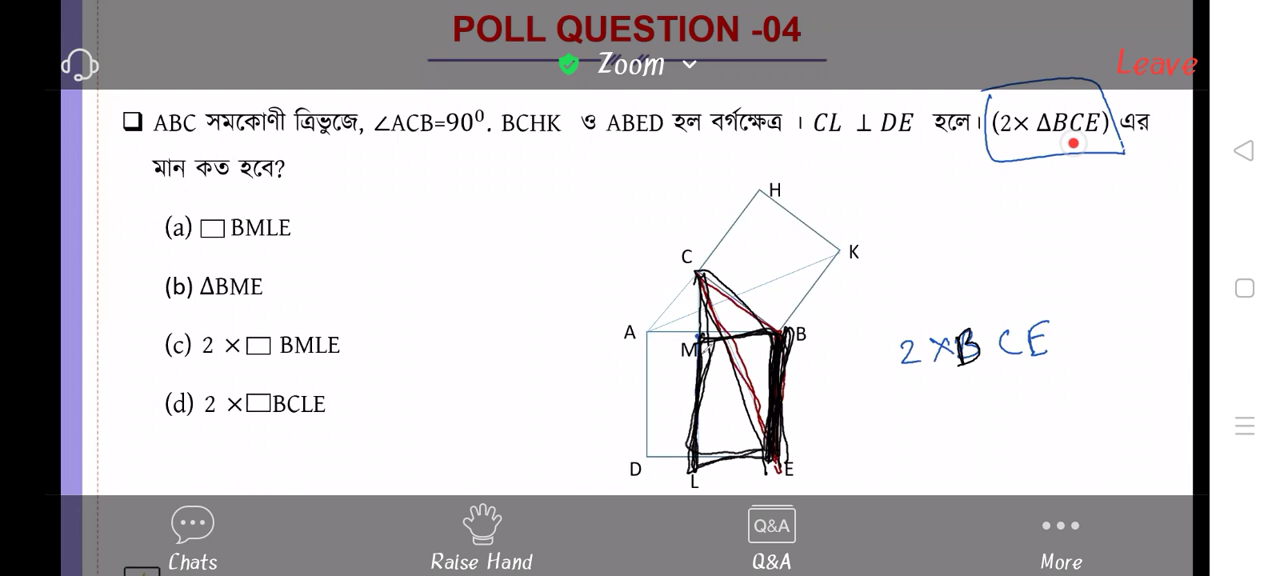 POLL QUESTION -04
Zoom
Leave
❑ ABC সমকোণী ত্রিভুজে, ∠ACB=90⁰. BCHK ও ABED হল বর্গক্ষেত্র । CL ⊥ DE হলে। (2× ΔBCE) এর
মান কত হবে?
(a) □ BMLE
(b) ΔBME
(c) 2 ×□ BMLE
(d) 2 ×□BCLE
H
C
K
A
B
M
D
L
E
2×BCE
Chats
Raise Hand
Q&A
Q&A
More